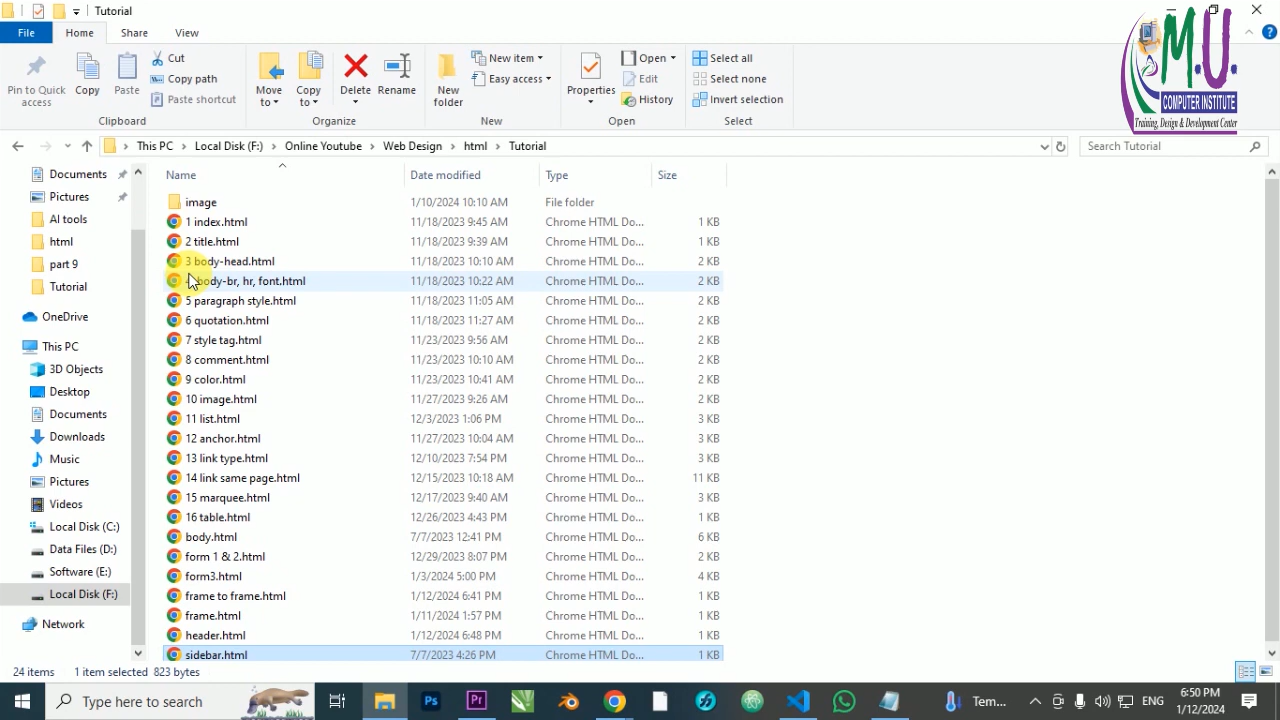 Tutorial
File
Home
Share
View
Pin to Quick access
Copy
Paste
Cut
Copy path
Paste shortcut
Clipboard
Move to
Copy to
Delete
Rename
Organize
New folder
New item
Easy access
New
Properties
Open
Edit
History
Open
Select all
Select none
Invert selection
Select
M.U.
COMPUTER INSTITUTE
Training, Design & Development Center
This PC > Local Disk (F:) > Online Youtube > Web Design > html > Tutorial
Search Tutorial
Documents
Pictures
AI tools
html
part 9
Tutorial
OneDrive
This PC
3D Objects
Desktop
Documents
Downloads
Music
Pictures
Videos
Local Disk (C:)
Data Files (D:)
Software (E:)
Local Disk (F:)
Network
Name Date modified Type Size
image 1/10/2024 10:10 AM File folder
1 index.html 11/18/2023 9:45 AM Chrome HTML Do... 1 KB
2 title.html 11/18/2023 9:39 AM Chrome HTML Do... 1 KB
3 body-head.html 11/18/2023 10:10 AM Chrome HTML Do... 2 KB
4 body-br, hr, font.html 11/18/2023 10:22 AM Chrome HTML Do... 2 KB
5 paragraph style.html 11/18/2023 11:05 AM Chrome HTML Do... 2 KB
6 quotation.html 11/18/2023 11:27 AM Chrome HTML Do... 2 KB
7 style tag.html 11/23/2023 9:56 AM Chrome HTML Do... 2 KB
8 comment.html 11/23/2023 10:10 AM Chrome HTML Do... 2 KB
9 color.html 11/23/2023 10:41 AM Chrome HTML Do... 2 KB
10 image.html 11/27/2023 9:26 AM Chrome HTML Do... 2 KB
11 list.html 12/3/2023 1:06 PM Chrome HTML Do... 3 KB
12 anchor.html 11/27/2023 10:04 AM Chrome HTML Do... 3 KB
13 link type.html 12/10/2023 7:54 PM Chrome HTML Do... 3 KB
14 link same page.html 12/15/2023 10:18 AM Chrome HTML Do... 11 KB
15 marquee.html 12/17/2023 9:40 AM Chrome HTML Do... 3 KB
16 table.html 12/26/2023 4:43 PM Chrome HTML Do... 1 KB
body.html 7/7/2023 12:41 PM Chrome HTML Do... 6 KB
form 1 & 2.html 12/29/2023 8:07 PM Chrome HTML Do... 2 KB
form3.html 1/3/2024 5:00 PM Chrome HTML Do... 4 KB
frame to frame.html 1/12/2024 6:41 PM Chrome HTML Do... 1 KB
frame.html 1/11/2024 1:57 PM Chrome HTML Do... 1 KB
header.html 1/12/2024 6:48 PM Chrome HTML Do... 1 KB
sidebar.html 7/7/2023 4:26 PM Chrome HTML Do... 1 KB
24 items 1 item selected 823 bytes
Type here to search
Tem...
ENG
6:50 PM
1/12/2024